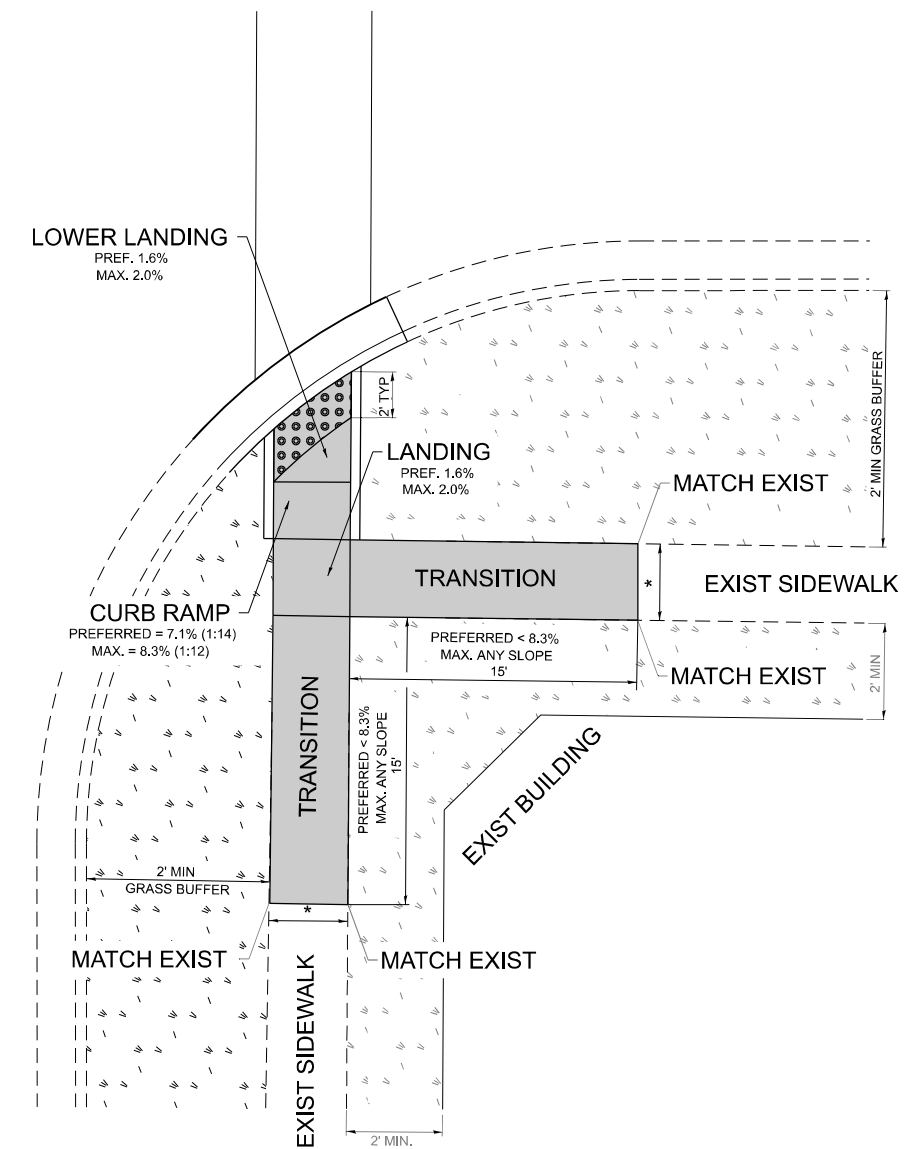 LOWER LANDING
PREF. 1.6%
MAX. 2.0%
2' TYP
2' MIN GRASS BUFFER
LANDING
PREF. 1.6%
MAX. 2.0%
MATCH EXIST
TRANSITION
*
EXIST SIDEWALK
CURB RAMP
PREFERRED = 7.1% (1:14)
MAX. = 8.3% (1:12)
PREFERRED < 8.3%
MAX. ANY SLOPE
15'
MATCH EXIST
2' MIN
TRANSITION
PREFERRED < 8.3%
MAX. ANY SLOPE
15'
EXIST BUILDING
2' MIN
GRASS BUFFER
*
MATCH EXIST
MATCH EXIST
EXIST SIDEWALK
2' MIN.